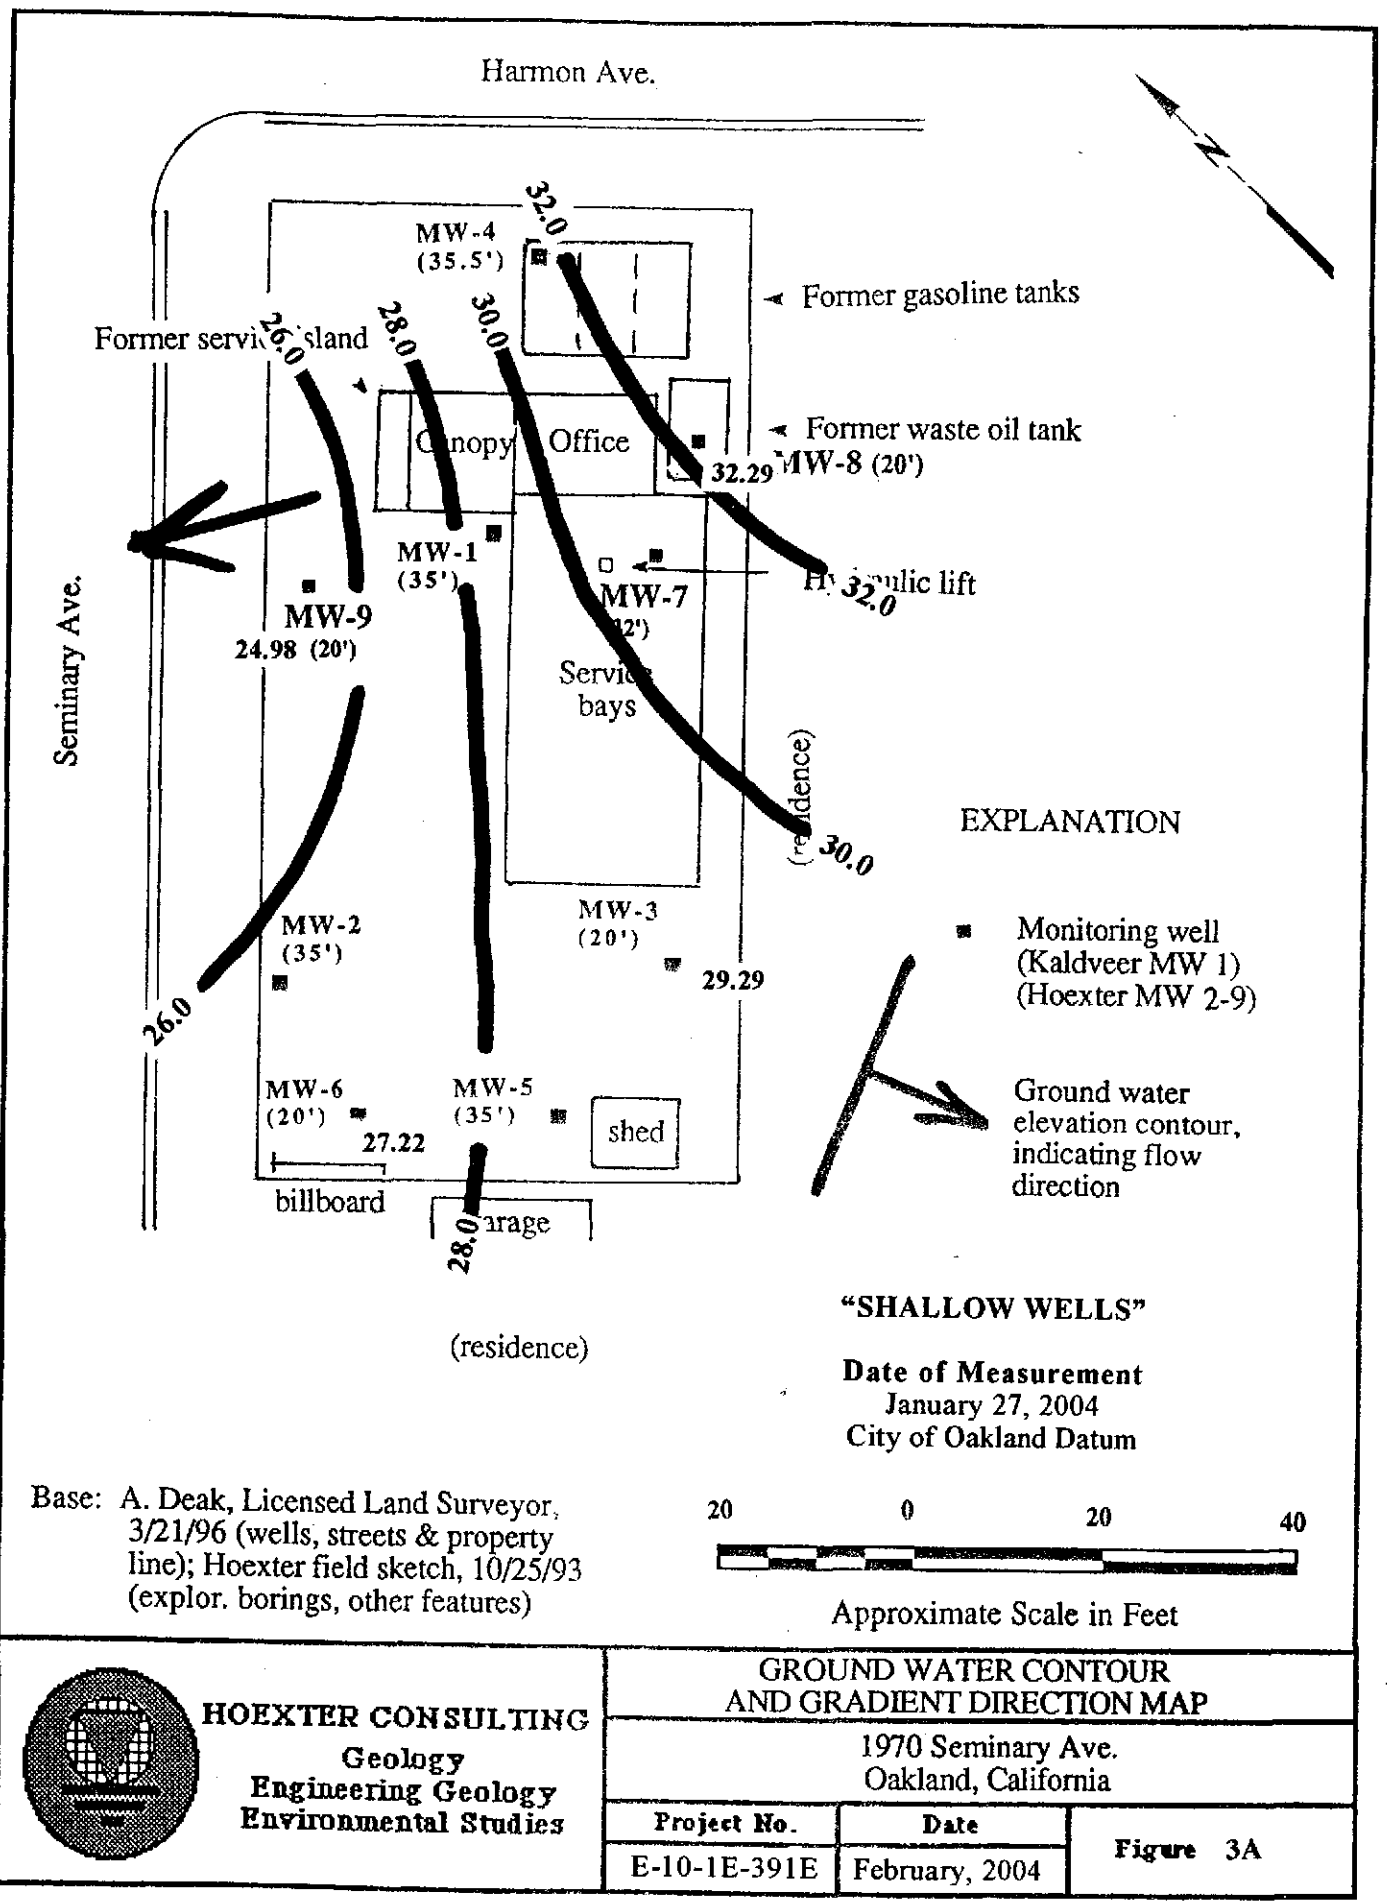 Harmon Ave.
N
32.0
MW-4
(35.5')
Former gasoline tanks
26.0
28.0
30.0
Former service island
Canopy
Office
Former waste oil tank
32.29
MW-8 (20')
MW-1
(35')
Hydraulic lift
32.0
MW-7
MW-9
24.98 (20')
Service
bays
Seminary Ave.
(residence)
30.0
EXPLANATION
MW-2
(35')
MW-3
(20')
29.29
Monitoring well
(Kaldveer MW 1)
(Hoexter MW 2-9)
26.0
MW-6
(20')
27.22
MW-5
(35')
shed
Ground water
elevation contour,
indicating flow
direction
billboard
garage
28.0
(residence)
“SHALLOW WELLS”
Date of Measurement
January 27, 2004
City of Oakland Datum
Base: A. Deak, Licensed Land Surveyor,
3/21/96 (wells, streets & property
line); Hoexter field sketch, 10/25/93
(explor. borings, other features)
20 0 20 40
Approximate Scale in Feet
HOEXTER CONSULTING
Geology
Engineering Geology
Environmental Studies
GROUND WATER CONTOUR
AND GRADIENT DIRECTION MAP
1970 Seminary Ave.
Oakland, California
Project No.
Date
Figure 3A
E-10-1E-391E
February, 2004